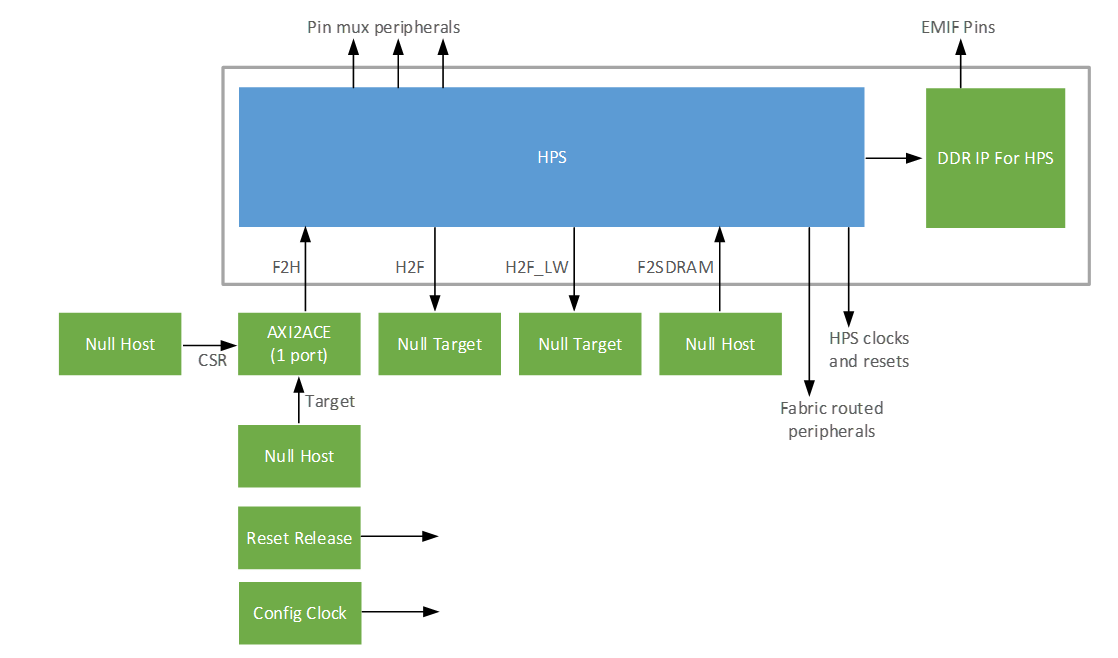 Pin mux peripherals
EMIF Pins
HPS
DDR IP For HPS
F2H
H2F
H2F_LW
F2SDRAM
Null Host
CSR
AXI2ACE
(1 port)
Null Target
Null Target
Null Host
HPS clocks
and resets
Target
Fabric routed
peripherals
Null Host
Reset Release
Config Clock